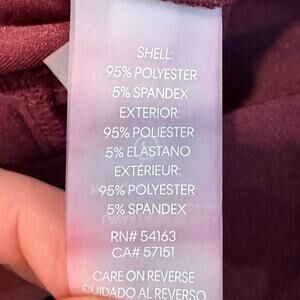 SHELL:
95% POLYESTER
5% SPANDEX
EXTERIOR:
95% POLIESTER
5% ELASTANO
EXTÉRIEUR:
95% POLYESTER
5% SPANDEX
RN# 54163
CA# 57151
CARE ON REVERSE
CUIDADO AL REVERSO